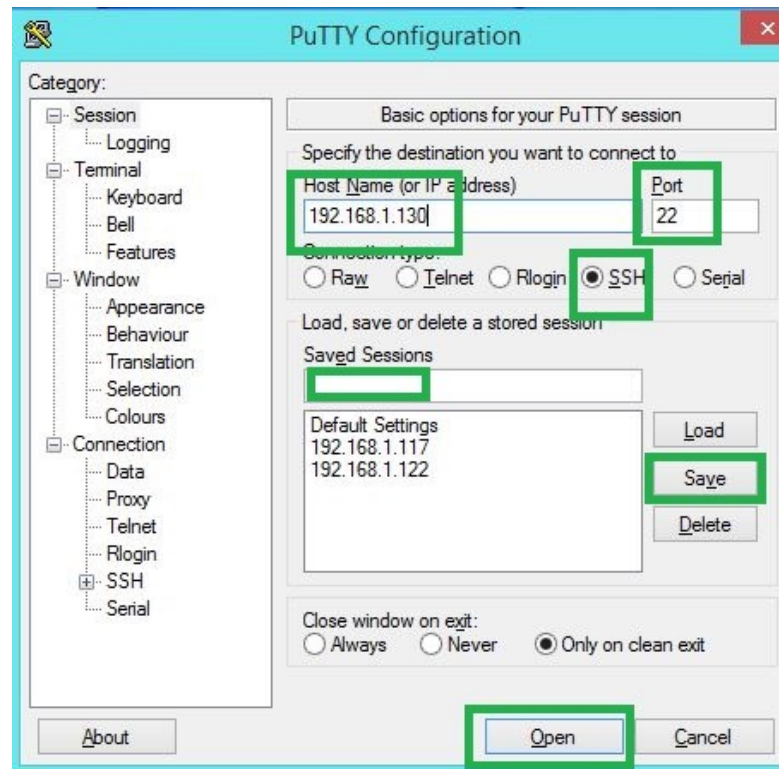 PuTTY Configuration
Category:
Session
Logging
Terminal
Keyboard
Bell
Features
Window
Appearance
Behaviour
Translation
Selection
Colours
Connection
Data
Proxy
Telnet
Rlogin
SSH
Serial
Basic options for your PuTTY session
Specify the destination you want to connect to
Host Name (or IP address) Port
192.168.1.130 22
Connection type:
Raw Telnet Rlogin SSH Serial
Load, save or delete a stored session
Saved Sessions
Default Settings
192.168.1.117
192.168.1.122
Load
Save
Delete
Close window on exit:
Always Never Only on clean exit
About Open Cancel